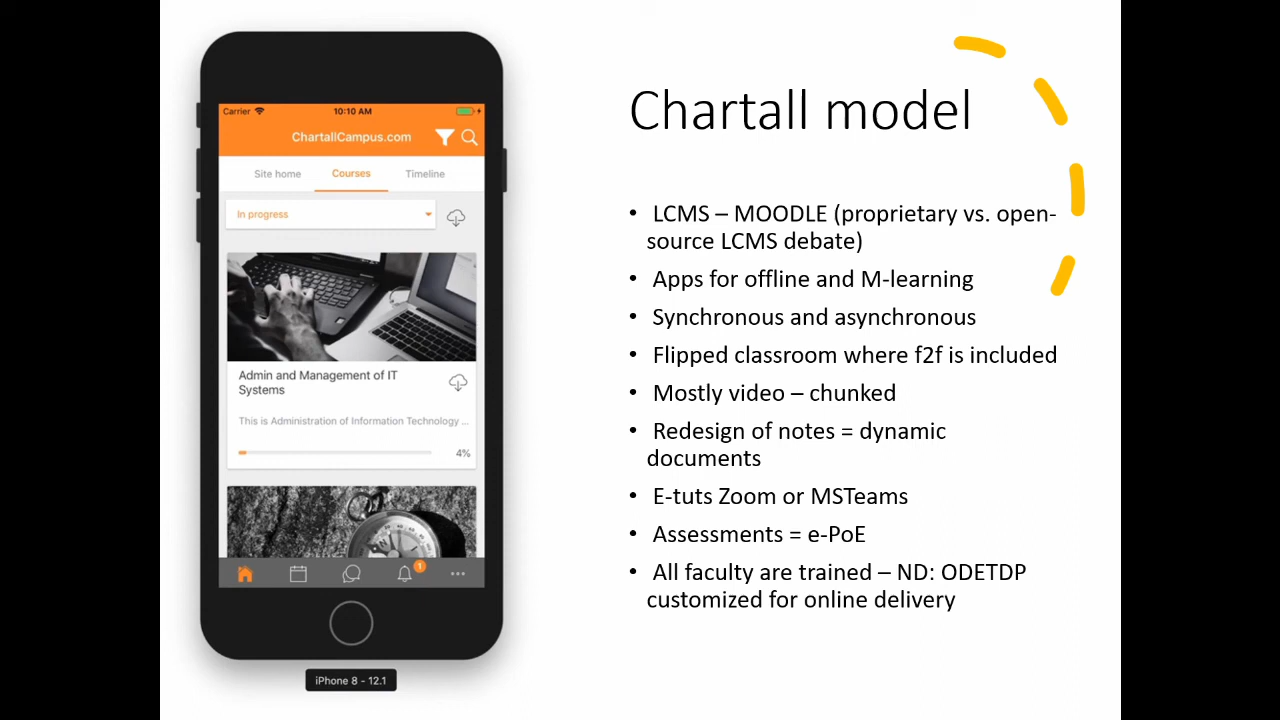 Carrier
10:10 AM
ChartallCampus.com
Site home
Courses
Timeline
In progress
Admin and Management of IT
Systems
This is Administration of Information Technology ...
4%
1
iPhone 8 - 12.1
Chartall model
• LCMS – MOODLE (proprietary vs. open-
source LCMS debate)
• Apps for offline and M-learning
• Synchronous and asynchronous
• Flipped classroom where f2f is included
• Mostly video – chunked
• Redesign of notes = dynamic
documents
• E-tuts Zoom or MSTeams
• Assessments = e-PoE
• All faculty are trained – ND: ODETDP
customized for online delivery